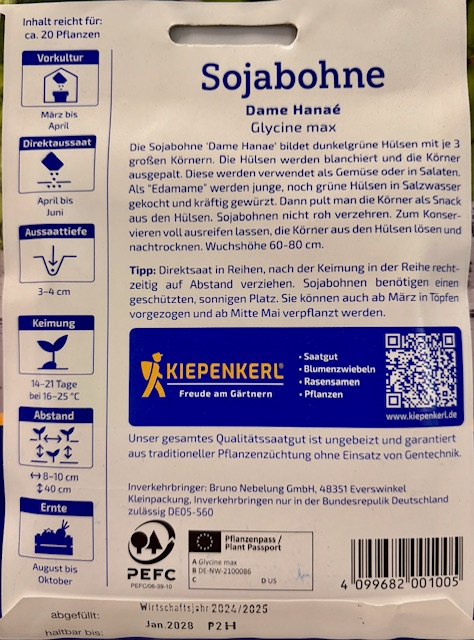 Inhalt reicht für:
ca. 20 Pflanzen
Vorkultur
März bis
April
Direktaussaat
April bis
Juni
Aussaattiefe
3–4 cm
Keimung
14–21 Tage
bei 16–25 °C
Abstand
↔ 8–10 cm
↕ 40 cm
Ernte
August bis
Oktober
Sojabohne
Dame Hanaé
Glycine max
Die Sojabohne 'Dame Hanae' bildet dunkelgrüne Hülsen mit je 3
großen Körnern. Die Hülsen werden blanchiert und die Körner
ausgepalt. Diese werden verwendet als Gemüse oder in Salaten.
Als "Edamame" werden junge, noch grüne Hülsen in Salzwasser
gekocht und kräftig gewürzt. Dann pult man die Körner als Snack
aus den Hülsen. Sojabohnen nicht roh verzehren. Zum Konser-
vieren voll ausreifen lassen, die Körner aus den Hülsen lösen und
nachtrocknen. Wuchshöhe 60-80 cm.
Tipp: Direktsaat in Reihen, nach der Keimung in der Reihe recht-
zeitig auf Abstand verziehen. Sojabohnen benötigen einen
geschützten, sonnigen Platz. Sie können auch ab März in Töpfen
vorgezogen und ab Mitte Mai verpflanzt werden.
KIEPENKERL®
Freude am Gärtnern
• Saatgut
• Blumenzwiebeln
• Rasensamen
• Pflanzen
www.kiepenkerl.de
Unser gesamtes Qualitätssaatgut ist ungebeizt und garantiert
aus traditioneller Pflanzenzüchtung ohne Einsatz von Gentechnik.
Inverkehrbringer: Bruno Nebelung GmbH, 48351 Everswinkel
Kleinpackung, Inverkehrbringen nur in der Bundesrepulik Deutschland
zulässig DE05-560
PEFC
PEFC/04-39-10
Pflanzenpass /
Plant Passport
A Glycine max
B DE-NW-2100086
C
D US
4 099682 001005
abgefüllt:
Wirtschaftsjahr 2024/2025
haltbar bis:
Jan.2028 P2H